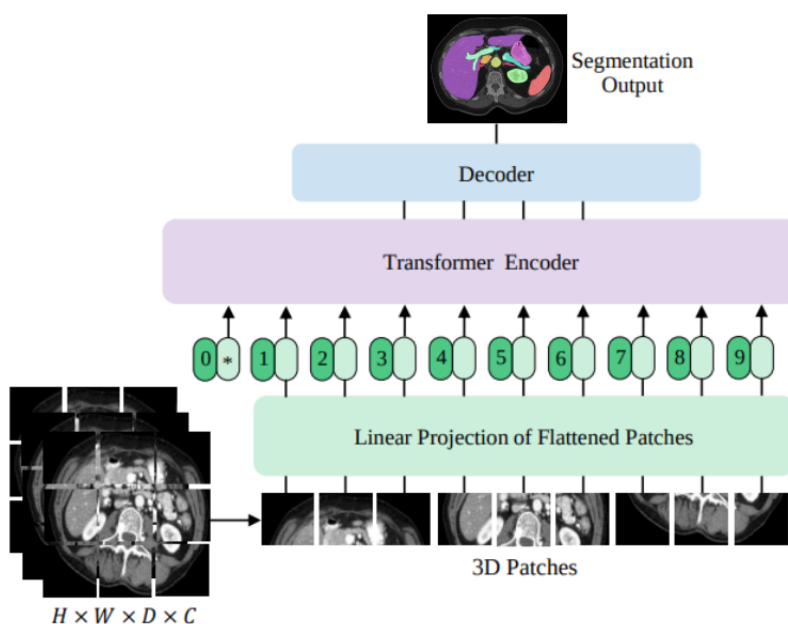 Segmentation
Output
Decoder
Transformer Encoder
0 * 1 2 3 4 5 6 7 8 9
Linear Projection of Flattened Patches
3D Patches
H × W × D × C